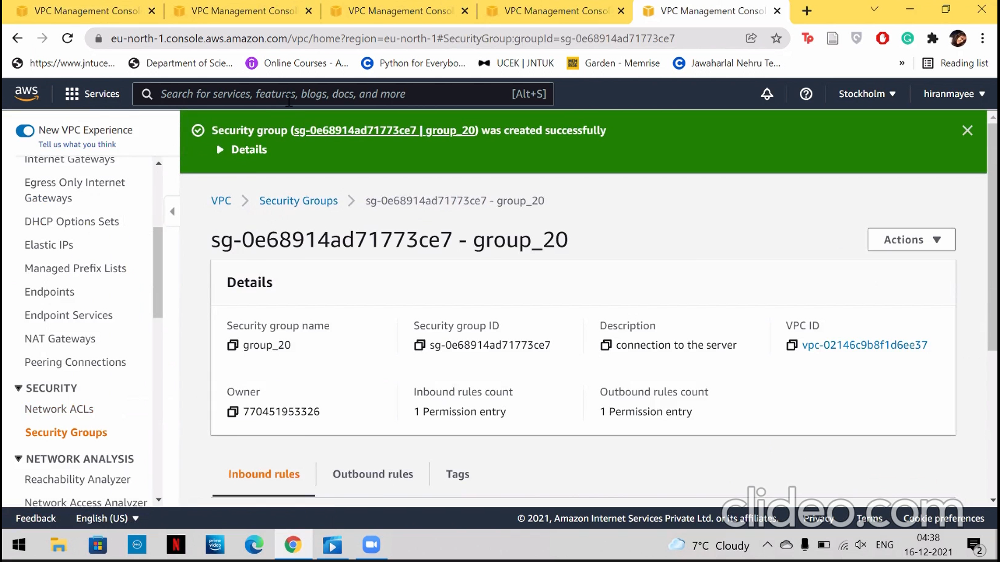 VPC Management Consol
VPC Management Consol
VPC Management Consol
VPC Management Consol
VPC Management Consol
eu-north-1.console.aws.amazon.com/vpc/home?region=eu-north-1#SecurityGroup:groupId=sg-0e68914ad71773ce7
https://www.jntuce...
Department of Scie...
Online Courses - A...
Python for Everybo...
UCEK | JNTUK
Garden - Memrise
Jawaharlal Nehru Te...
»
Reading list
aws
Services
Search for services, features, blogs, docs, and more
[Alt+S]
Stockholm
hiranmayee
New VPC Experience
Tell us what you think
Internet Gateways
Egress Only Internet
Gateways
DHCP Options Sets
Elastic IPs
Managed Prefix Lists
Endpoints
Endpoint Services
NAT Gateways
Peering Connections
SECURITY
Network ACLs
Security Groups
NETWORK ANALYSIS
Reachability Analyzer
Network Access Analyzer
Security group (sg-0e68914ad71773ce7 | group_20) was created successfully
Details
VPC
Security Groups
sg-0e68914ad71773ce7 - group_20
sg-0e68914ad71773ce7 - group_20
Actions
Details
Security group name
group_20
Security group ID
sg-0e68914ad71773ce7
Description
connection to the server
VPC ID
vpc-02146c9b8f1d6ee37
Owner
770451953326
Inbound rules count
1 Permission entry
Outbound rules count
1 Permission entry
Inbound rules
Outbound rules
Tags
clideo.com
Feedback
English (US)
© 2021, Amazon Internet Services Private Ltd. or its affiliates.
Privacy
Terms
Cookie preferences
DELL
N
prime video
7°C Cloudy
ENG
04:38
16-12-2021
2